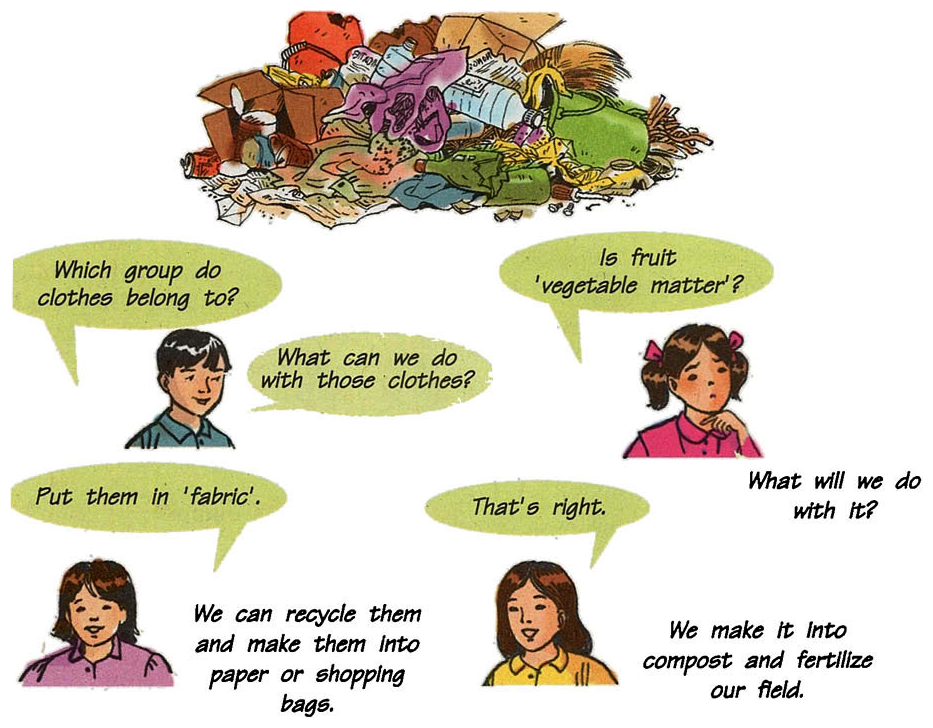 Which group do
clothes belong to?
What can we do
with those clothes?
Put them in 'fabric'.
We can recycle them
and make them into
paper or shopping
bags.
Is fruit
'vegetable matter'?
What will we do
with it?
That's right.
We make it into
compost and fertilize
our field.